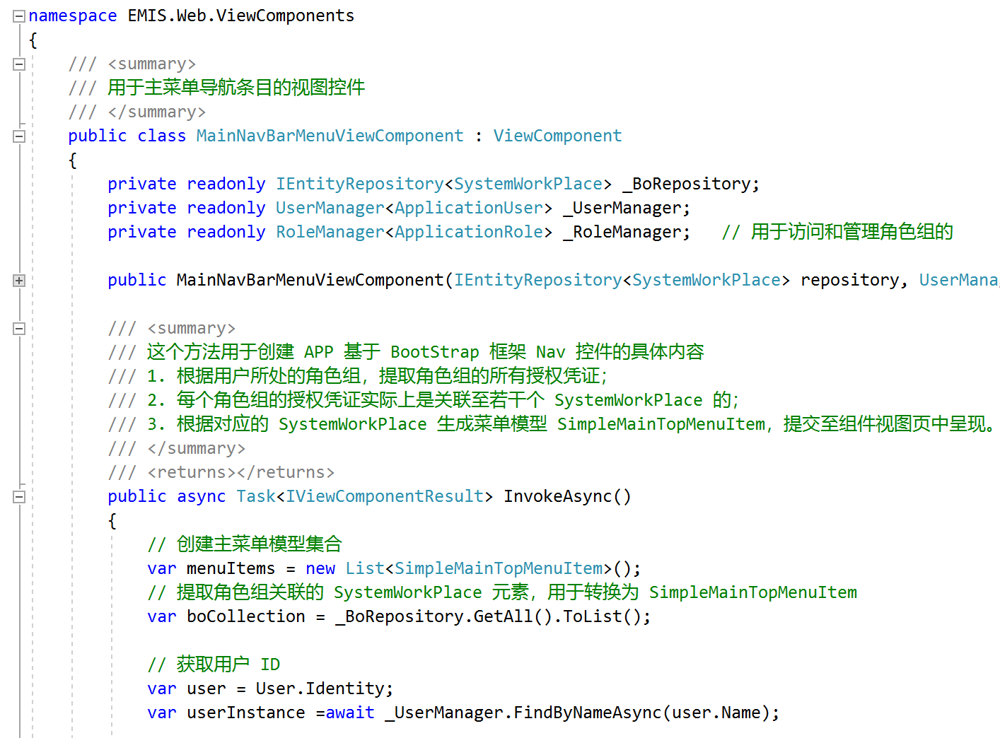 namespace EMIS.Web.ViewComponents
{
/// <summary>
/// 用于主菜单导航条目的视图控件
/// </summary>
public class MainNavBarMenuViewComponent : ViewComponent
{
private readonly IEntityRepository<SystemWorkPlace> _BoRepository;
private readonly UserManager<ApplicationUser> _UserManager;
private readonly RoleManager<ApplicationRole> _RoleManager;   // 用于访问和管理角色组的
public MainNavBarMenuViewComponent(IEntityRepository<SystemWorkPlace> repository, UserMana
/// <summary>
/// 这个方法用于创建 APP 基于 BootStrap 框架 Nav 控件的具体内容
/// 1. 根据用户所处的角色组，提取角色组的所有授权凭证；
/// 2. 每个角色组的授权凭证实际上是关联至若干个 SystemWorkPlace 的；
/// 3. 根据对应的 SystemWorkPlace 生成菜单模型 SimpleMainTopMenuItem，提交至组件视图页中呈现。
/// </summary>
/// <returns></returns>
public async Task<IViewComponentResult> InvokeAsync()
{
// 创建主菜单模型集合
var menuItems = new List<SimpleMainTopMenuItem>();
// 提取角色组关联的 SystemWorkPlace 元素，用于转换为 SimpleMainTopMenuItem
var boCollection = _BoRepository.GetAll().ToList();
// 获取用户 ID
var user = User.Identity;
var userInstance =await _UserManager.FindByNameAsync(user.Name);